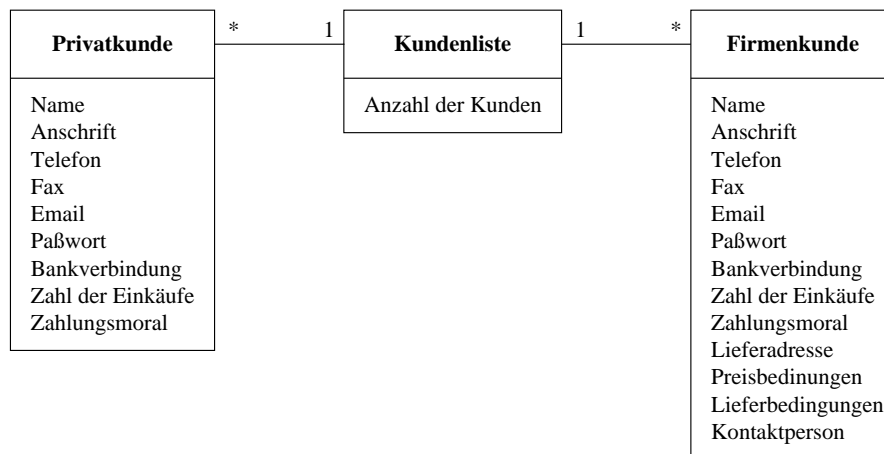 Privatkunde
* 1
Kundenliste
1 *
Firmenkunde
Name
Anschrift
Telefon
Fax
Email
Paßwort
Bankverbindung
Zahl der Einkäufe
Zahlungsmoral
Anzahl der Kunden
Name
Anschrift
Telefon
Fax
Email
Paßwort
Bankverbindung
Zahl der Einkäufe
Zahlungsmoral
Lieferadresse
Preisbedinungen
Lieferbedingungen
Kontaktperson